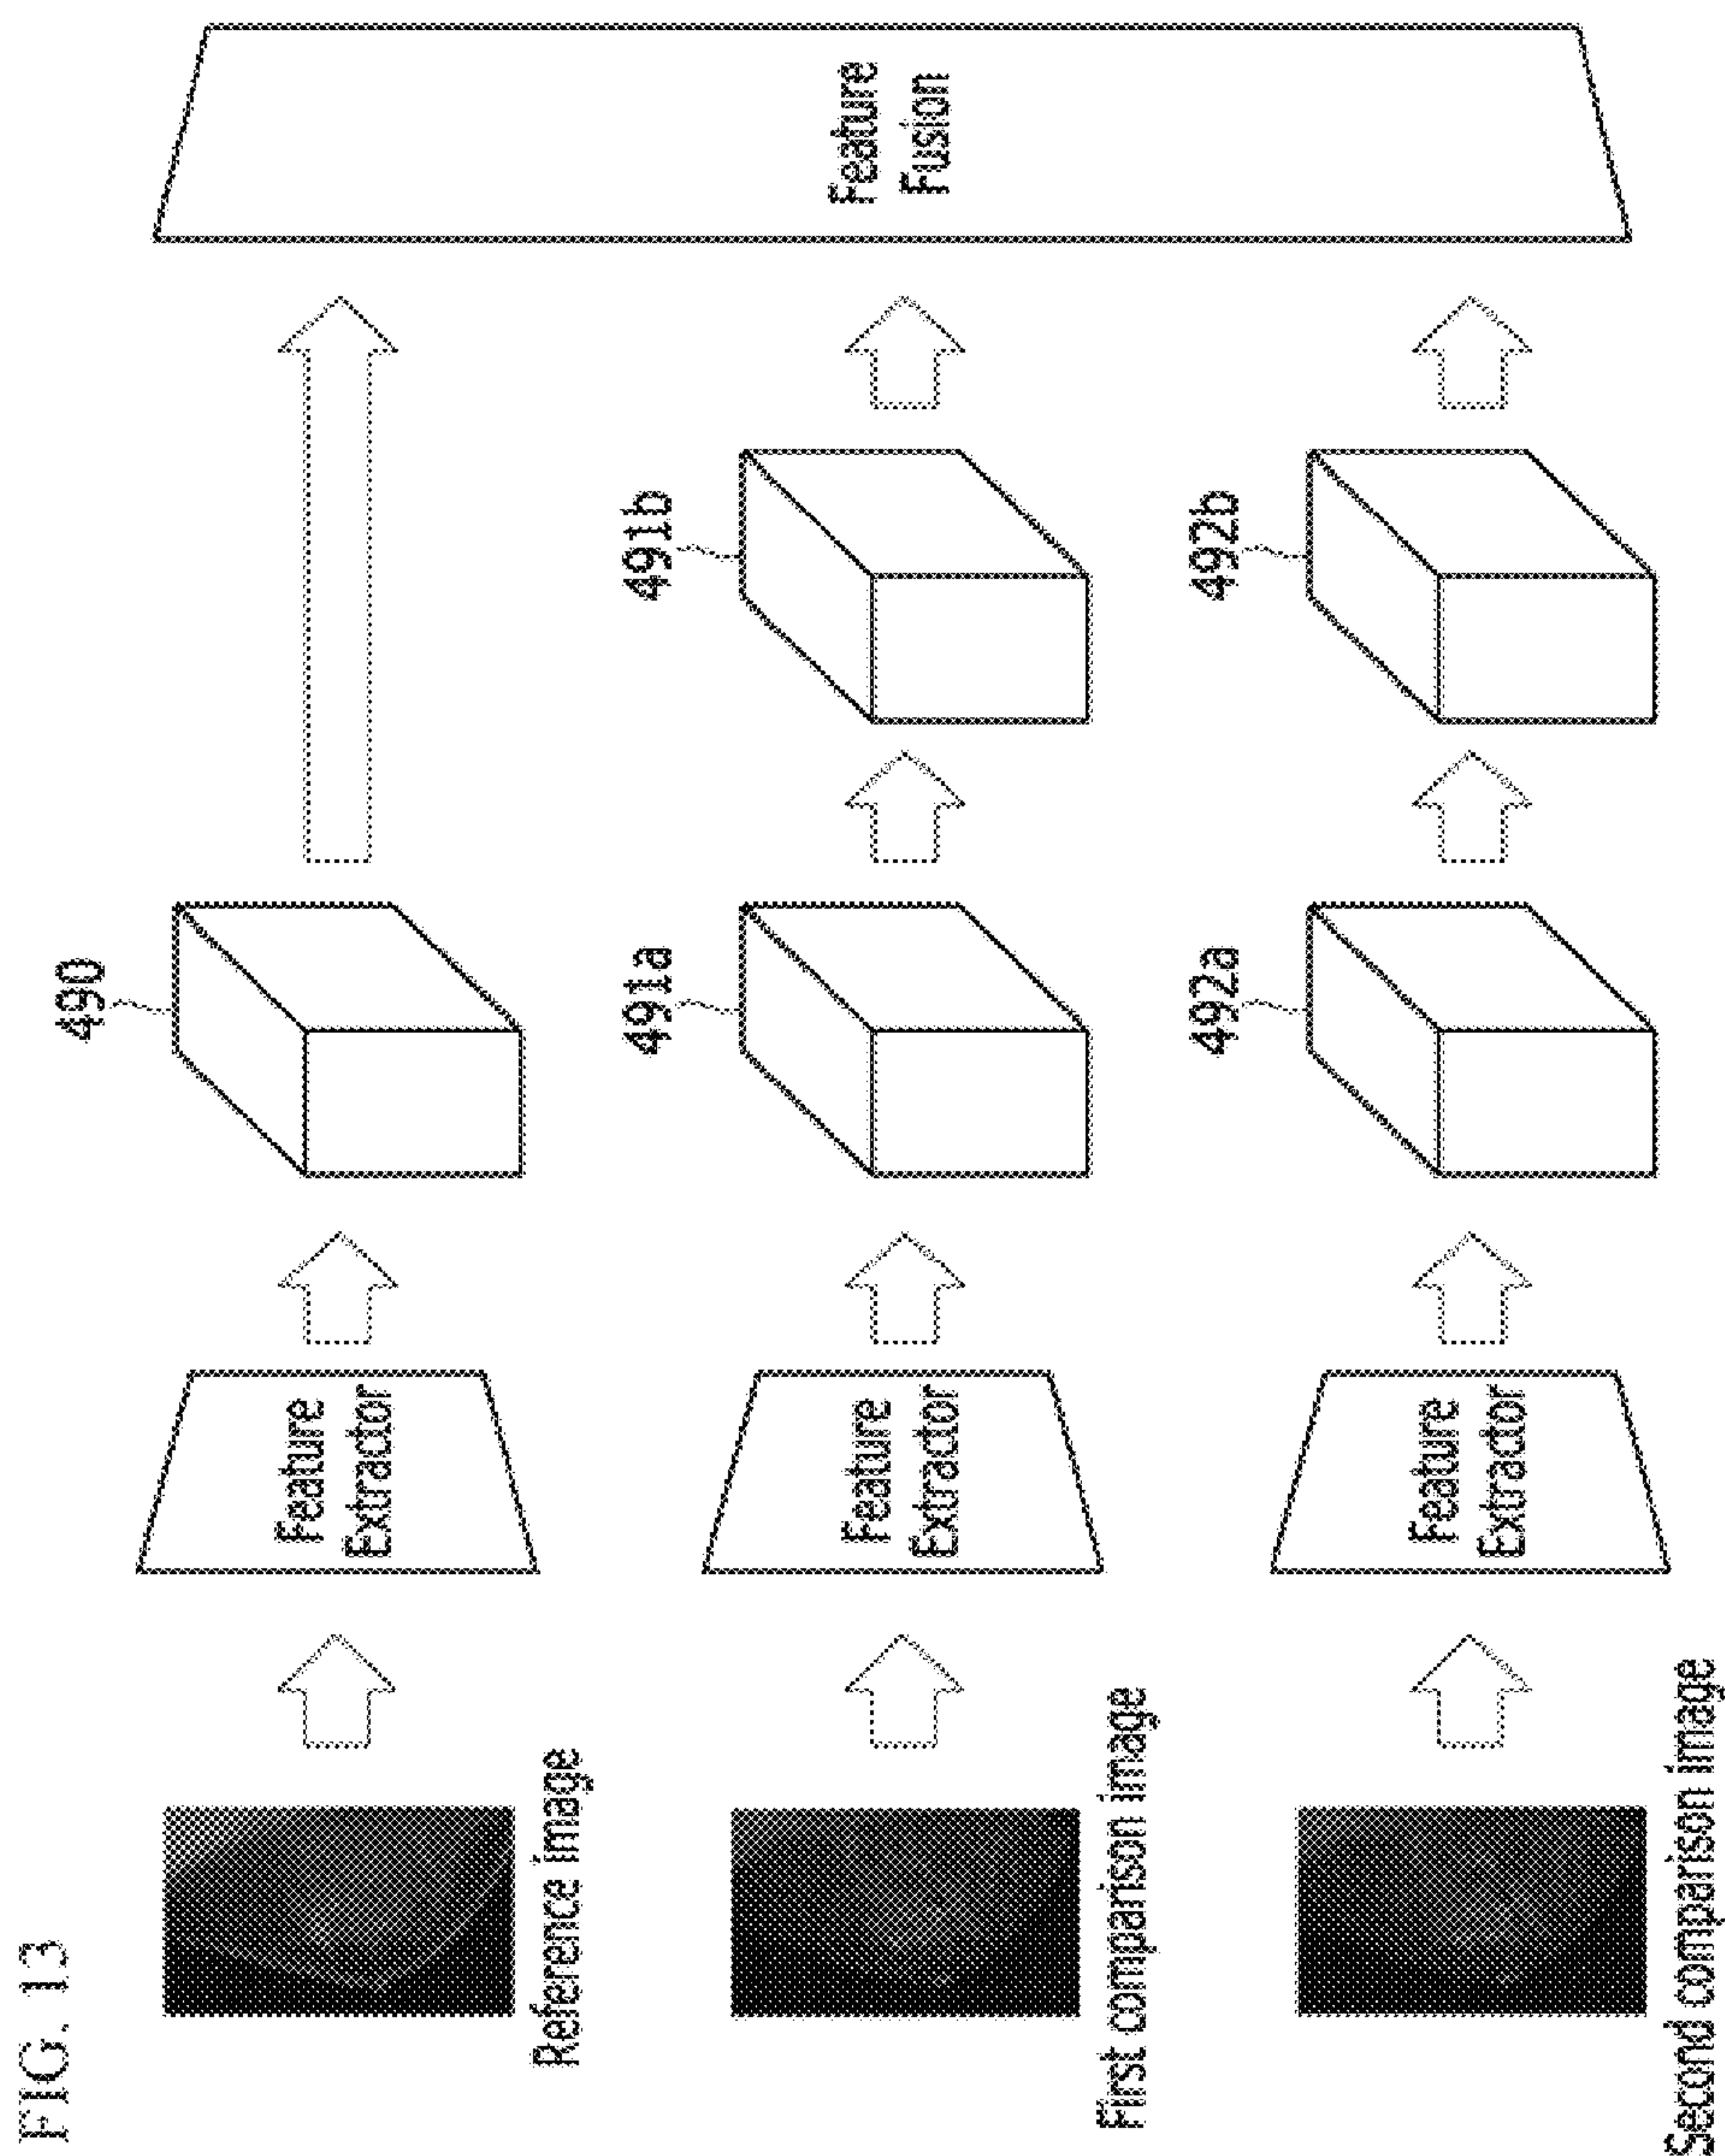 FIG. 13
Reference image
Feature
Extractor
490
First comparison image
Feature
Extractor
491a
491b
Second comparison image
Feature
Extractor
492a
492b
Feature
Fusion